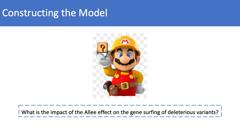 Constructing the Model
?
What is the impact of the Allee effect on the gene surfing of deleterious variants?